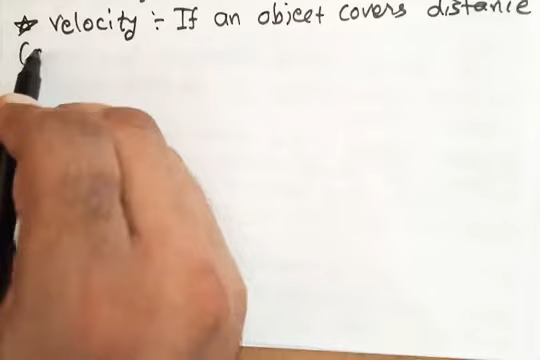 ☆ velocity :- If an object covers distance
(